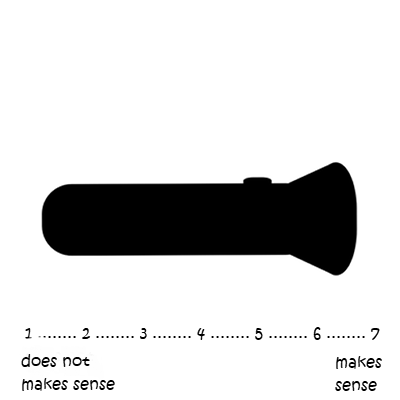 1 ........ 2 ........ 3 ........ 4 ........ 5 ........ 6 ........ 7
does not makes
makes sense sense